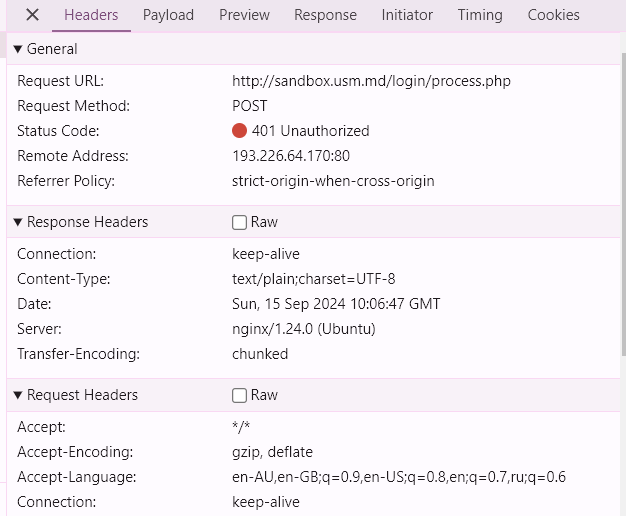 Headers Payload Preview Response Initiator Timing Cookies
General
Request URL: http://sandbox.usm.md/login/process.php
Request Method: POST
Status Code: 401 Unauthorized
Remote Address: 193.226.64.170:80
Referrer Policy: strict-origin-when-cross-origin
Response Headers Raw
Connection: keep-alive
Content-Type: text/plain;charset=UTF-8
Date: Sun, 15 Sep 2024 10:06:47 GMT
Server: nginx/1.24.0 (Ubuntu)
Transfer-Encoding: chunked
Request Headers Raw
Accept: */*
Accept-Encoding: gzip, deflate
Accept-Language: en-AU,en-GB;q=0.9,en-US;q=0.8,en;q=0.7,ru;q=0.6
Connection: keep-alive